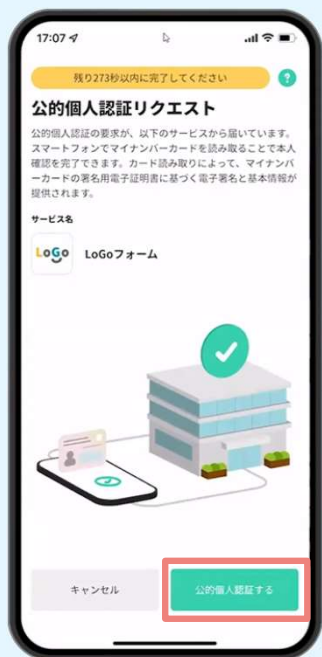 17:07
残り273秒以内に完了してください
?
公的個人認証リクエスト
公的個人認証の要求が、以下のサービスから届いています。
スマートフォンでマイナンバーカードを読み取ることで本人
確認を完了できます。カード読み取りによって、マイナンバ
ーカードの署名用電子証明書に基づく電子署名と基本情報が
提供されます。
サービス名
LoGo
LoGoフォーム
キャンセル
公的個人認証する